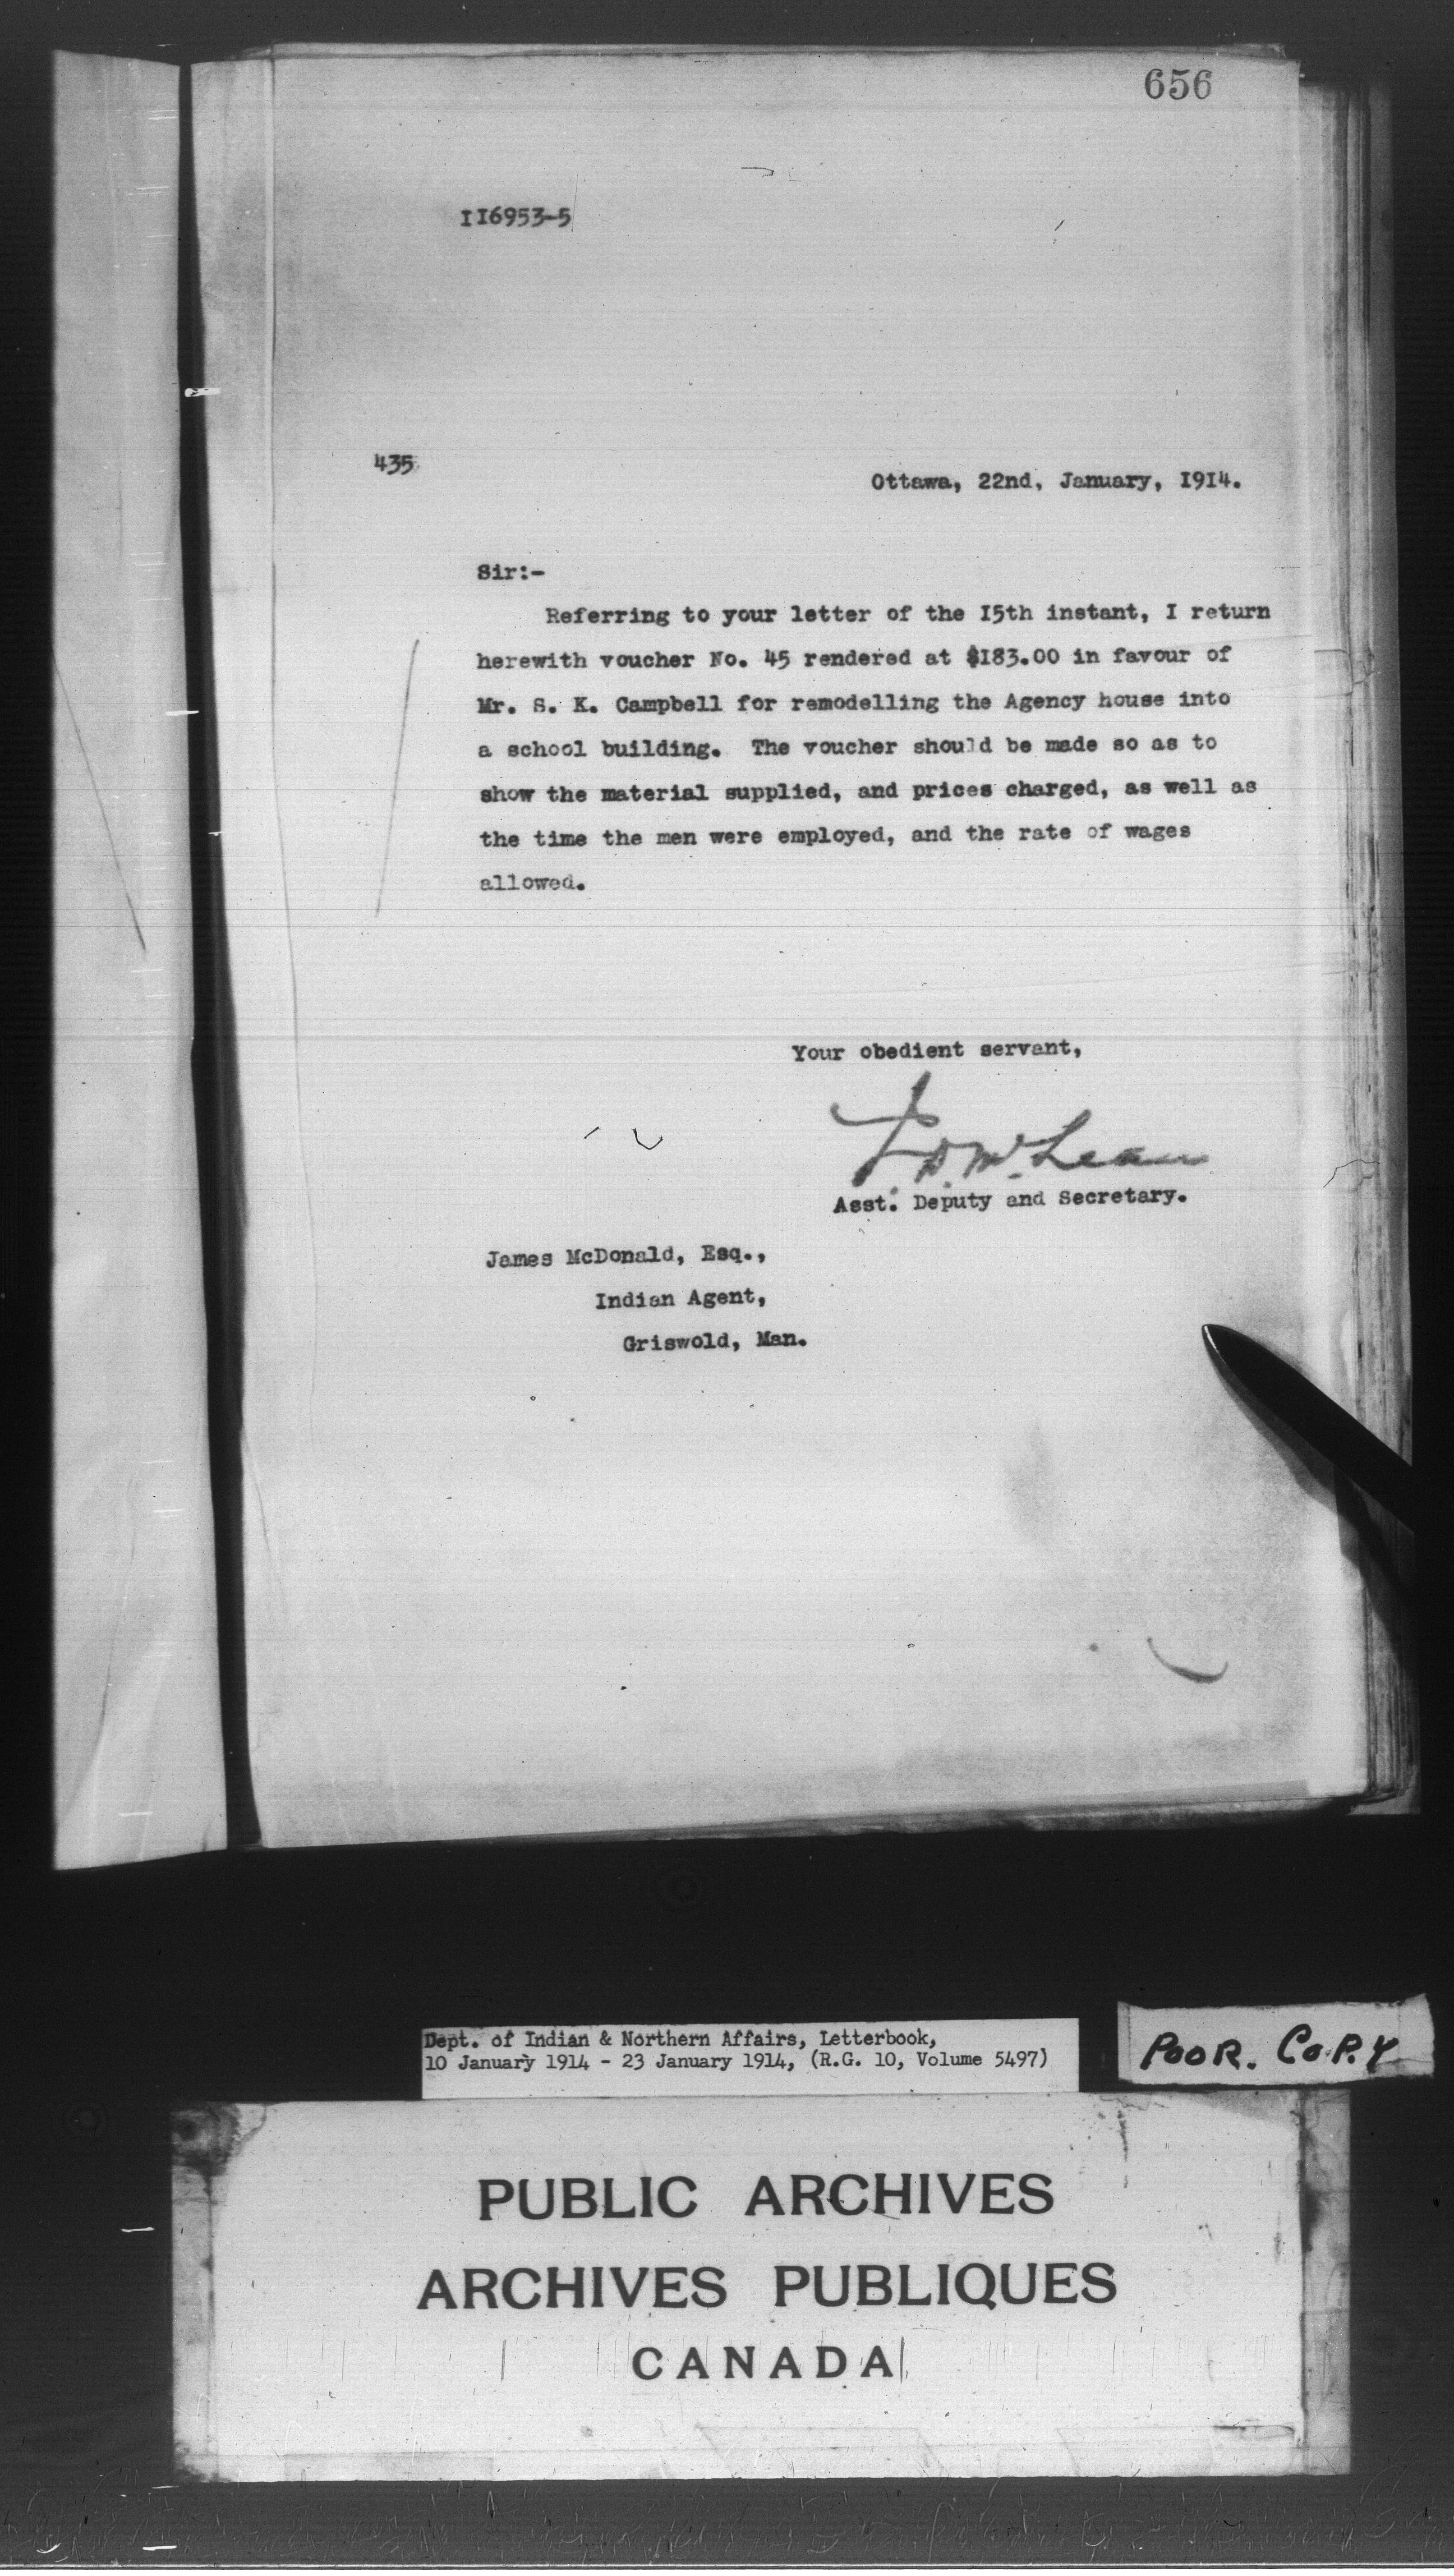 656
II6953-5
435
Ottawa, 22nd, January, I9I4.
Sir:-
Referring to your letter of the I5th instant, I return
herewith voucher No. 45 rendered at $I83.00 in favour of
Mr. S. K. Campbell for remodelling the Agency house into
a school building. The voucher should be made so as to
show the material supplied, and prices charged, as well as
the time the men were employed, and the rate of wages
allowed.
Your obedient servant,
J. D. McLean
Asst. Deputy and Secretary.
James McDonald, Esq.,
Indian Agent,
Griswold, Man.
Dept. of Indian & Northern Affairs, Letterbook,
10 January 1914 - 23 January 1914, (R.G. 10, Volume 5497)
POOR. COPY
PUBLIC ARCHIVES
ARCHIVES PUBLIQUES
CANADA